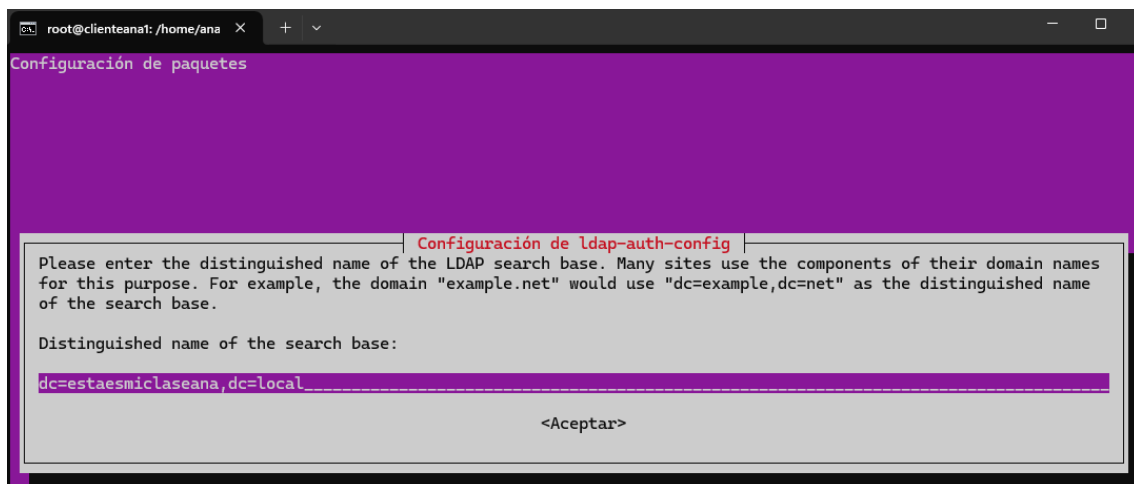 root@clienteana1: /home/ana
Configuración de paquetes
Configuración de ldap-auth-config
Please enter the distinguished name of the LDAP search base. Many sites use the components of their domain names
for this purpose. For example, the domain "example.net" would use "dc=example,dc=net" as the distinguished name
of the search base.
Distinguished name of the search base:
dc=estaesmiclaseana,dc=local
<Aceptar>